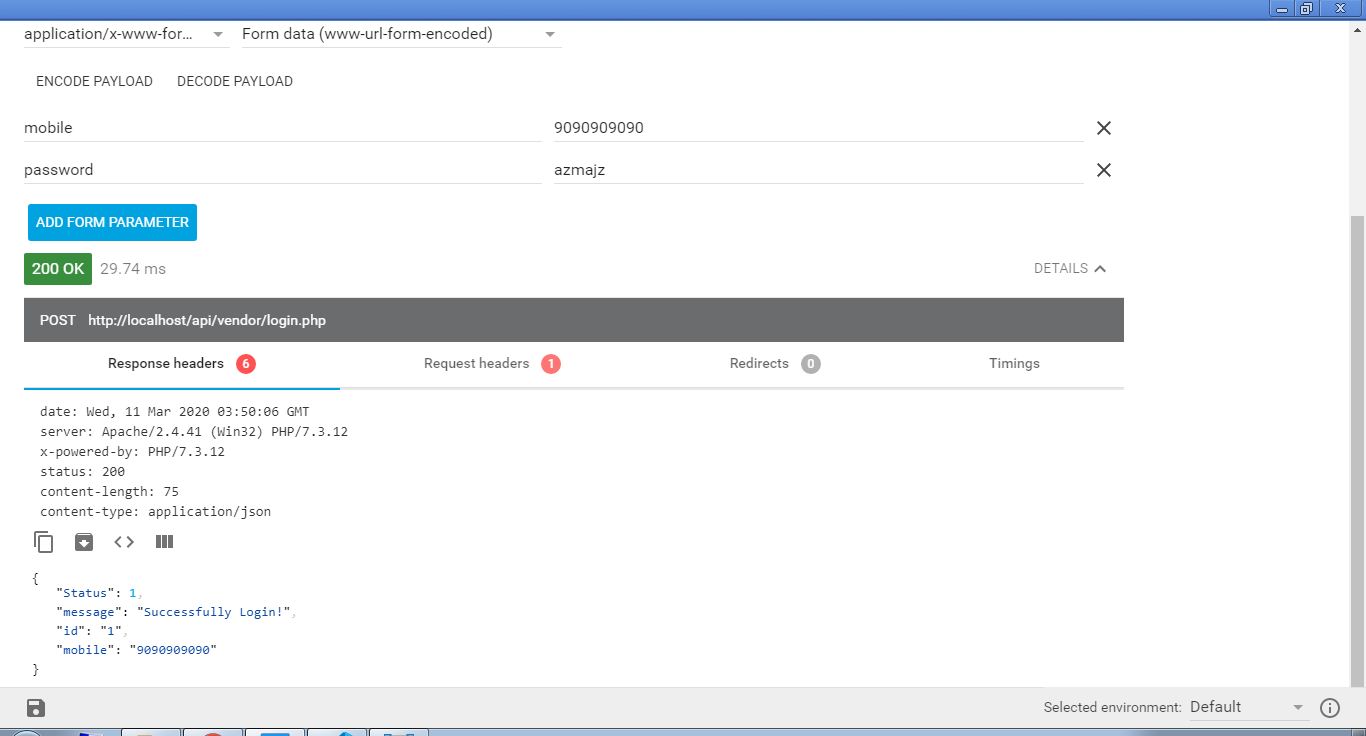 application/x-www-for... Form data (www-url-form-encoded)
ENCODE PAYLOAD DECODE PAYLOAD
mobile 9090909090
password azmajz
ADD FORM PARAMETER
200 OK 29.74 ms DETAILS
POST http://localhost/api/vendor/login.php
Response headers 6 Request headers 1 Redirects 0 Timings
date: Wed, 11 Mar 2020 03:50:06 GMT
server: Apache/2.4.41 (Win32) PHP/7.3.12
x-powered-by: PHP/7.3.12
status: 200
content-length: 75
content-type: application/json
{
"Status": 1,
"message": "Successfully Login!",
"id": "1",
"mobile": "9090909090"
}
Selected environment: Default